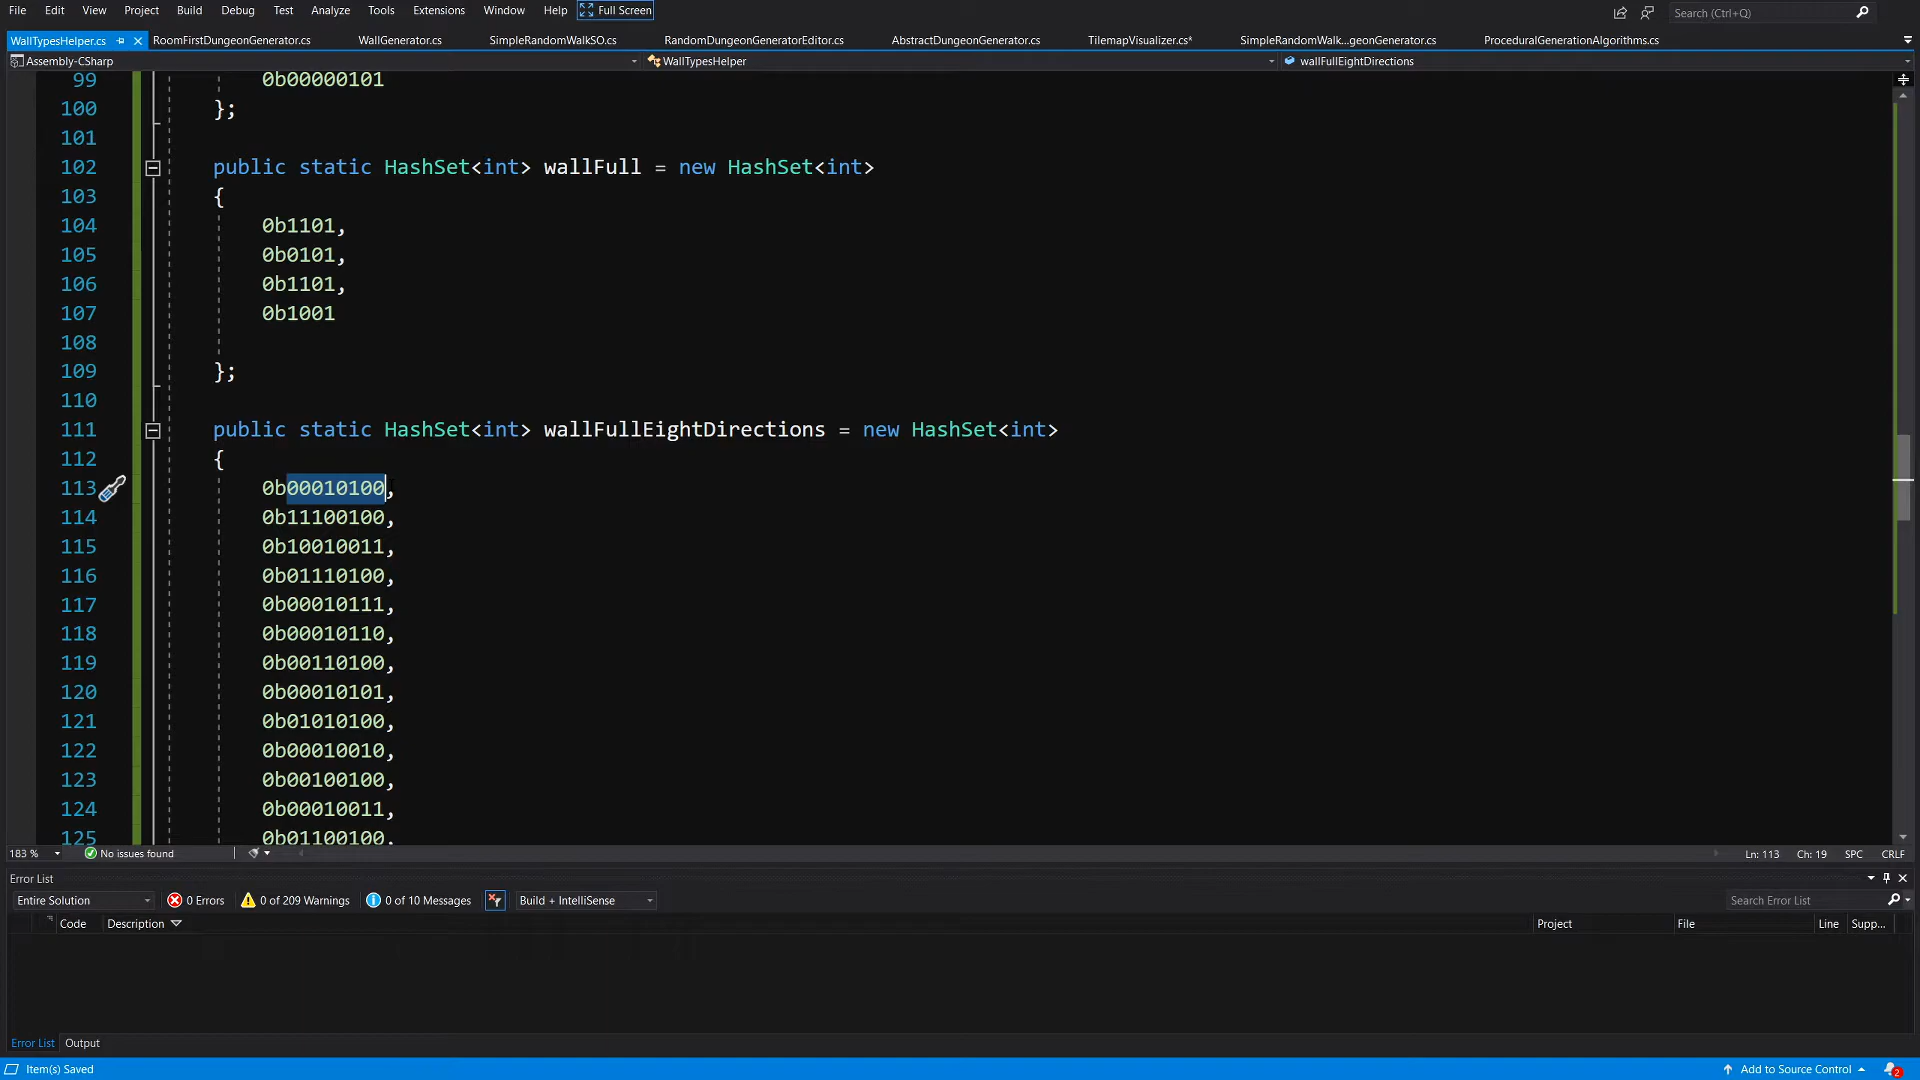 File Edit View Project Build Debug Test Analyze Tools Extensions Window Help Full Screen Search (Ctrl+Q)
WallTypesHelper.cs RoomFirstDungeonGenerator.cs WallGenerator.cs SimpleRandomWalkSO.cs RandomDungeonGeneratorEditor.cs AbstractDungeonGenerator.cs TilemapVisualizer.cs* SimpleRandomWalk...geonGenerator.cs ProceduralGenerationAlgorithms.cs
Assembly-CSharp WallTypesHelper wallFullEightDirections
99 0b00000101
100 };
101
102 public static HashSet<int> wallFull = new HashSet<int>
103 {
104 0b1101,
105 0b0101,
106 0b1101,
107 0b1001
108
109 };
110
111 public static HashSet<int> wallFullEightDirections = new HashSet<int>
112 {
113 0b00010100,
114 0b11100100,
115 0b10010011,
116 0b01110100,
117 0b00010111,
118 0b00010110,
119 0b00110100,
120 0b00010101,
121 0b01010100,
122 0b00010010,
123 0b00100100,
124 0b00010011,
125 0b01100100,
183 % No issues found Ln: 113 Ch: 19 SPC CRLF
Error List
Entire Solution 0 Errors 0 of 209 Warnings 0 of 10 Messages Build + IntelliSense Search Error List
Code Description Project File Line Supp...
Error List Output
Item(s) Saved Add to Source Control 2